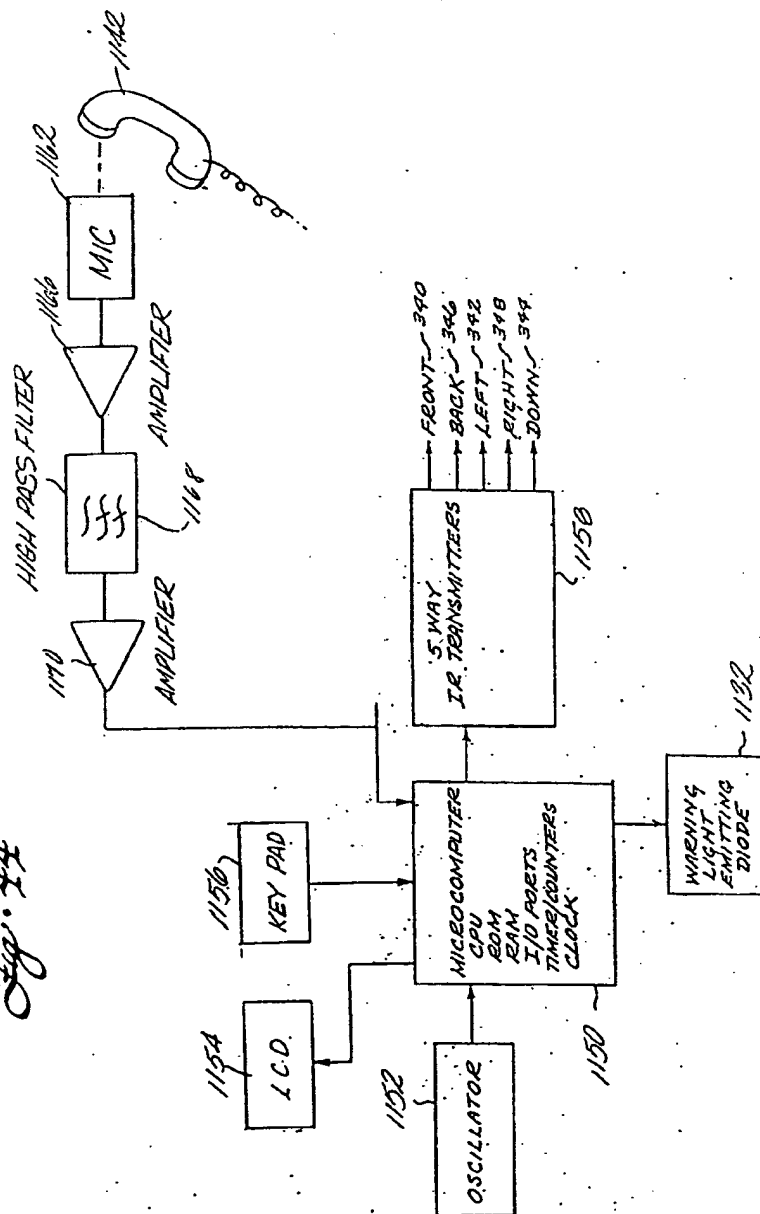 Fig. 44
1154
L.C.D.
1156
KEY PAD
1170
AMPLIFIER
HIGH PASS FILTER
1168
1166
AMPLIFIER
1162
MIC
1142
1152
OSCILLATOR
MICROCOMPUTER
CPU
ROM
RAM
I/O PORTS
TIMER/COUNTERS
CLOCK
1150
5 WAY
I.R. TRANSMITTERS
1158
FRONT 340
BACK 346
LEFT 342
RIGHT 348
DOWN 344
WARNING
LIGHT
EMITTING
DIODE
1132